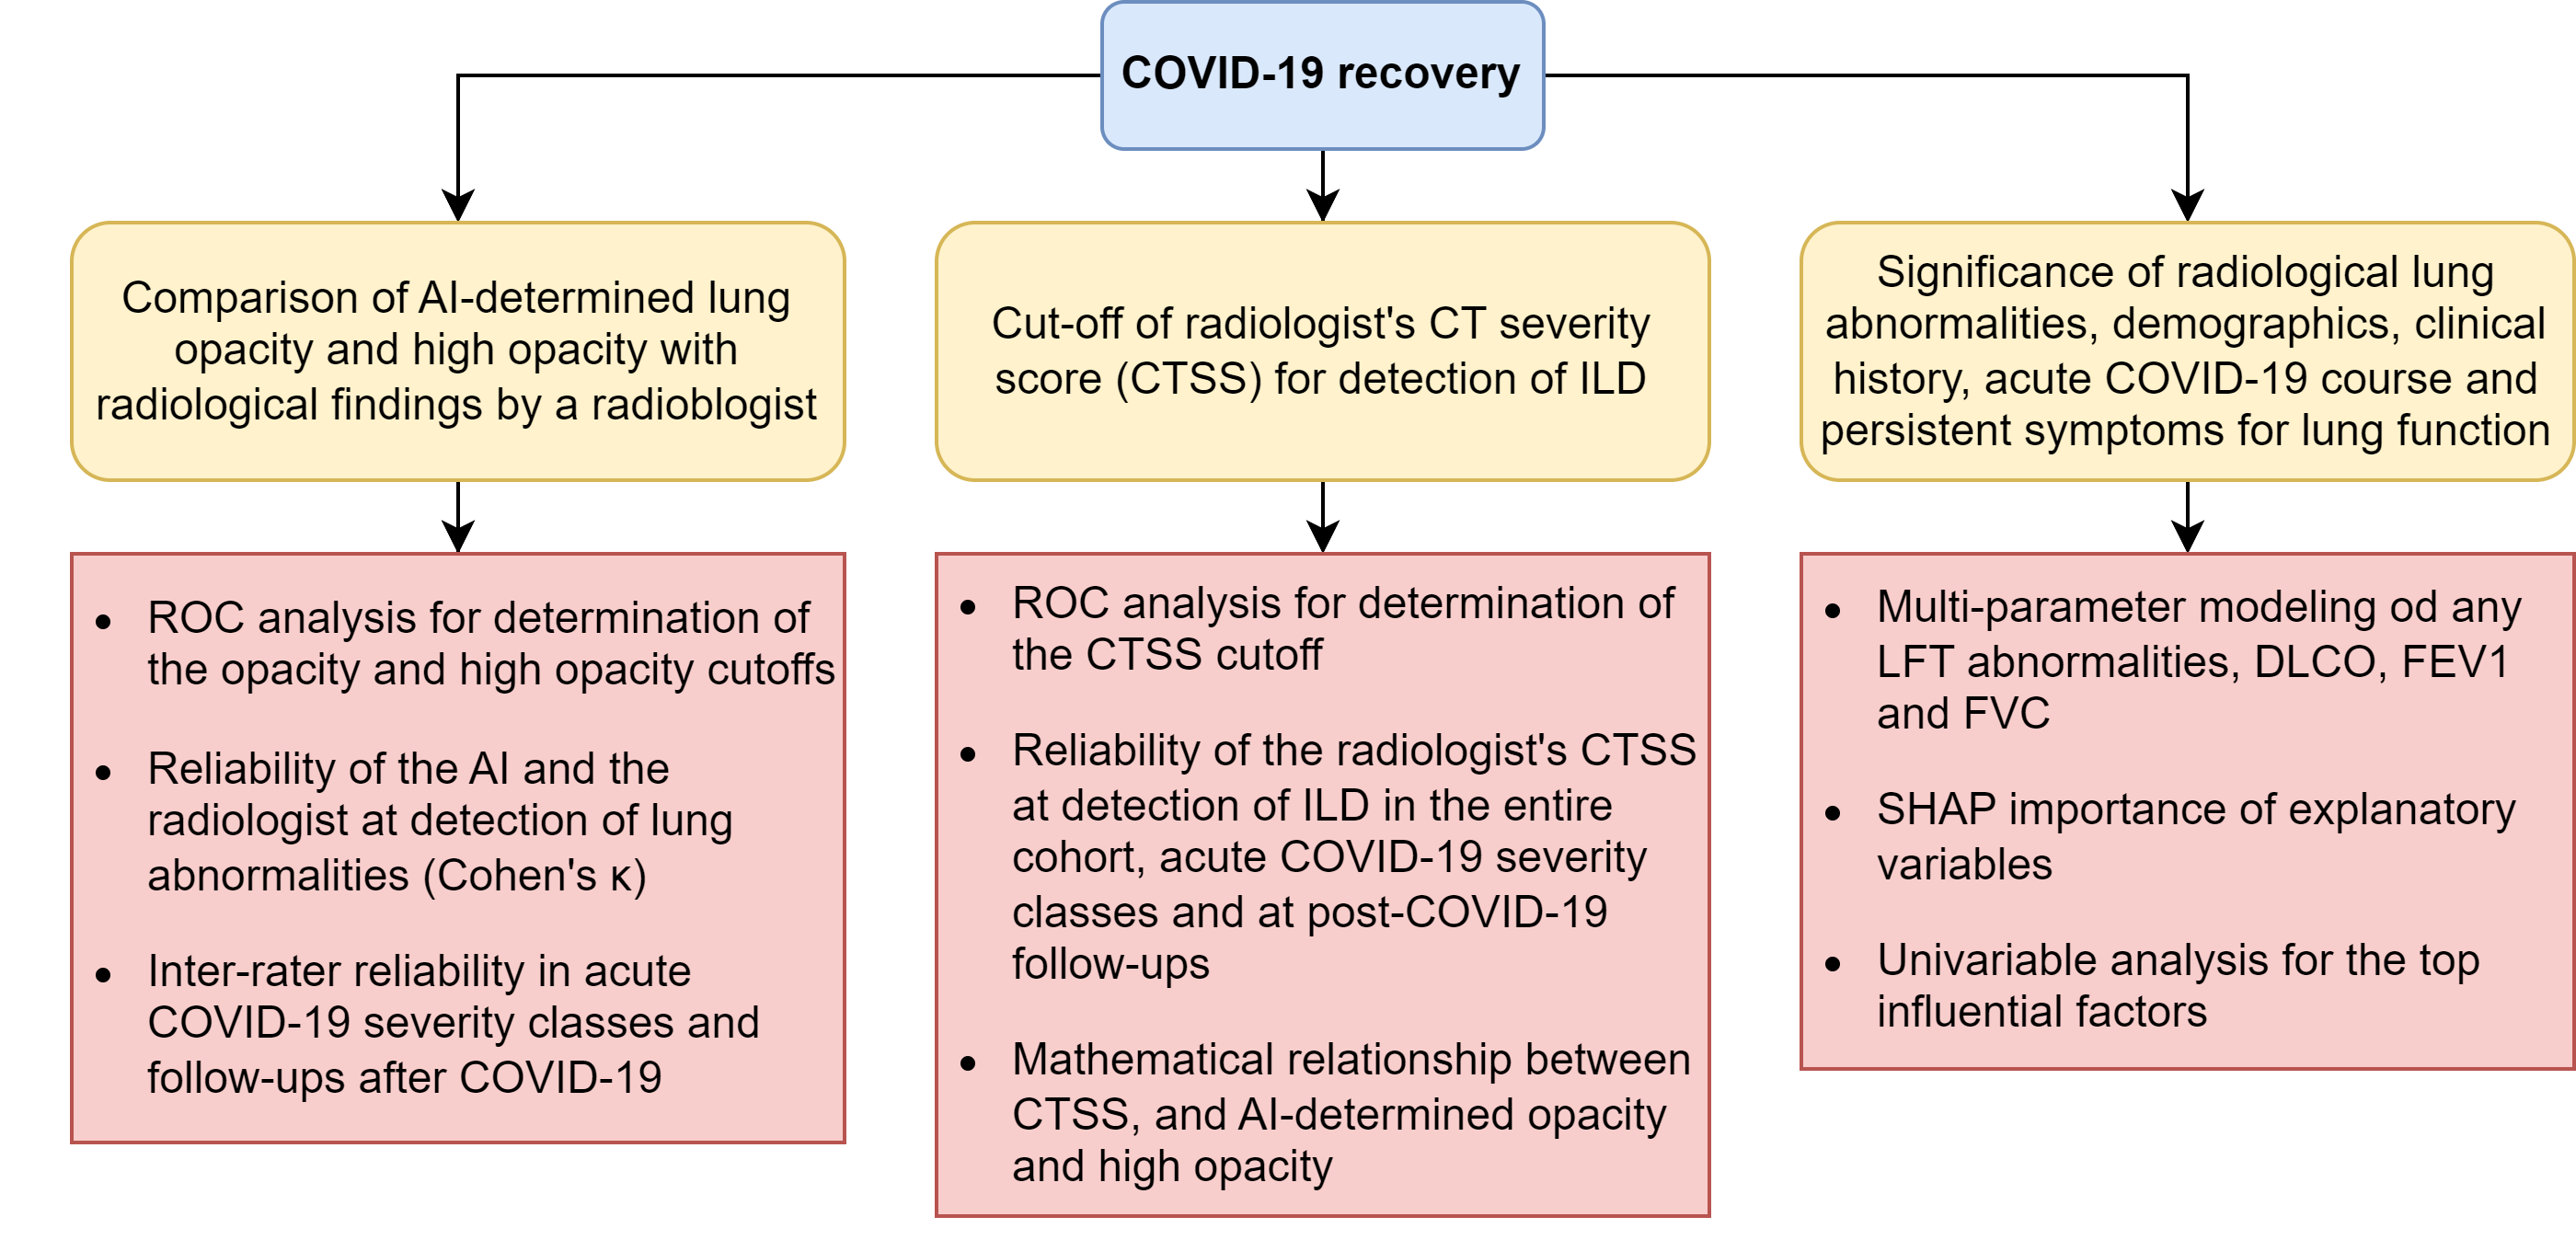 COVID-19 recovery
Comparison of AI-determined lung
opacity and high opacity with
radiological findings by a radioblogist
Cut-off of radiologist's CT severity
score (CTSS) for detection of ILD
Significance of radiological lung
abnormalities, demographics, clinical
history, acute COVID-19 course and
persistent symptoms for lung function
• ROC analysis for determination of
the opacity and high opacity cutoffs
• Reliability of the AI and the
radiologist at detection of lung
abnormalities (Cohen's κ)
• Inter-rater reliability in acute
COVID-19 severity classes and
follow-ups after COVID-19
• ROC analysis for determination of
the CTSS cutoff
• Reliability of the radiologist's CTSS
at detection of ILD in the entire
cohort, acute COVID-19 severity
classes and at post-COVID-19
follow-ups
• Mathematical relationship between
CTSS, and AI-determined opacity
and high opacity
• Multi-parameter modeling od any
LFT abnormalities, DLCO, FEV1
and FVC
• SHAP importance of explanatory
variables
• Univariable analysis for the top
influential factors